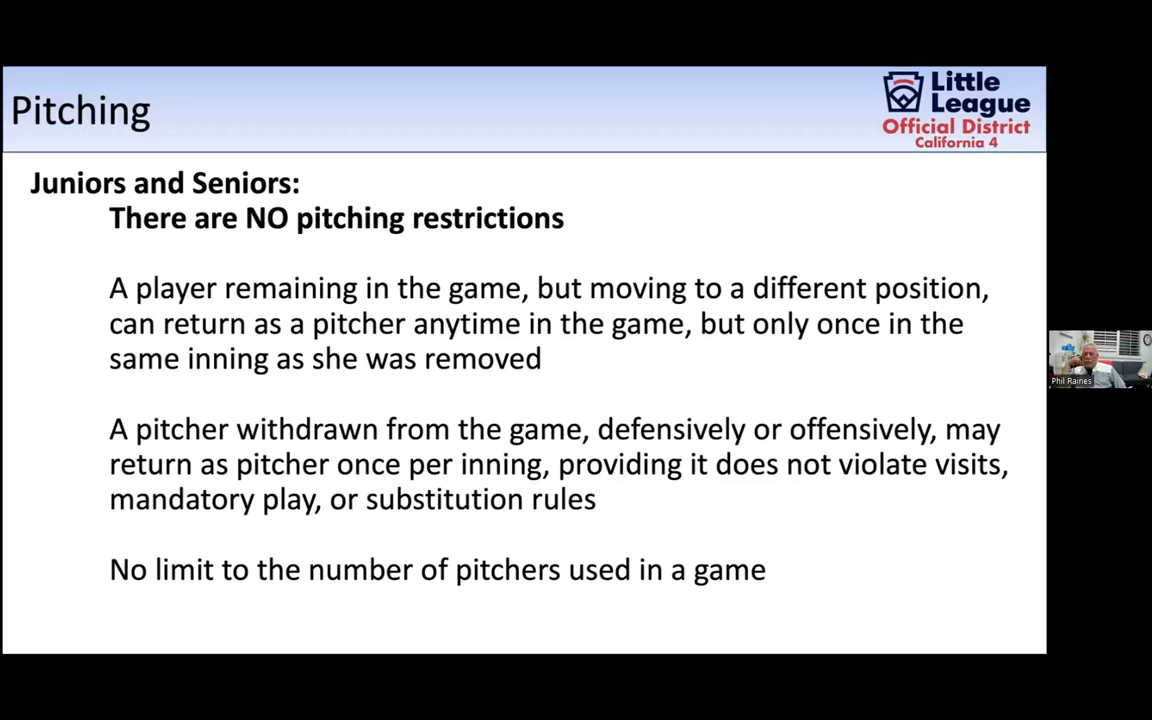 Pitching
Little
League
Official District
California 4
Juniors and Seniors:
There are NO pitching restrictions
A player remaining in the game, but moving to a different position,
can return as a pitcher anytime in the game, but only once in the
same inning as she was removed
A pitcher withdrawn from the game, defensively or offensively, may
return as pitcher once per inning, providing it does not violate visits,
mandatory play, or substitution rules
No limit to the number of pitchers used in a game
Phil Raines